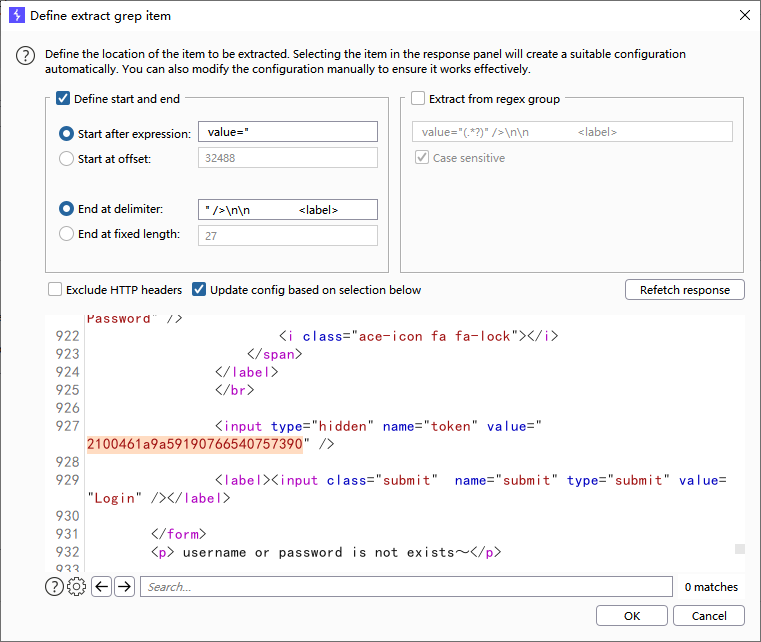 Define extract grep item
Define the location of the item to be extracted. Selecting the item in the response panel will create a suitable configuration
automatically. You can also modify the configuration manually to ensure it works effectively.
Define start and end
Start after expression: value="
Start at offset: 32488
End at delimiter: " />\n\n <label>
End at fixed length: 27
Extract from regex group
value="(.*?)" />\n\n <label>
Case sensitive
Exclude HTTP headers
Update config based on selection below
Refetch response
Password" />
922 <i class="ace-icon fa fa-lock"></i>
923 </span>
924 </label>
925 </br>
926
927 <input type="hidden" name="token" value="
2100461a9a59190766540757390" />
928
929 <label><input class="submit"  name="submit" type="submit" value=
"Login" /></label>
930
931 </form>
932 <p> username or password is not exists～</p>
933
Search...
0 matches
OK
Cancel